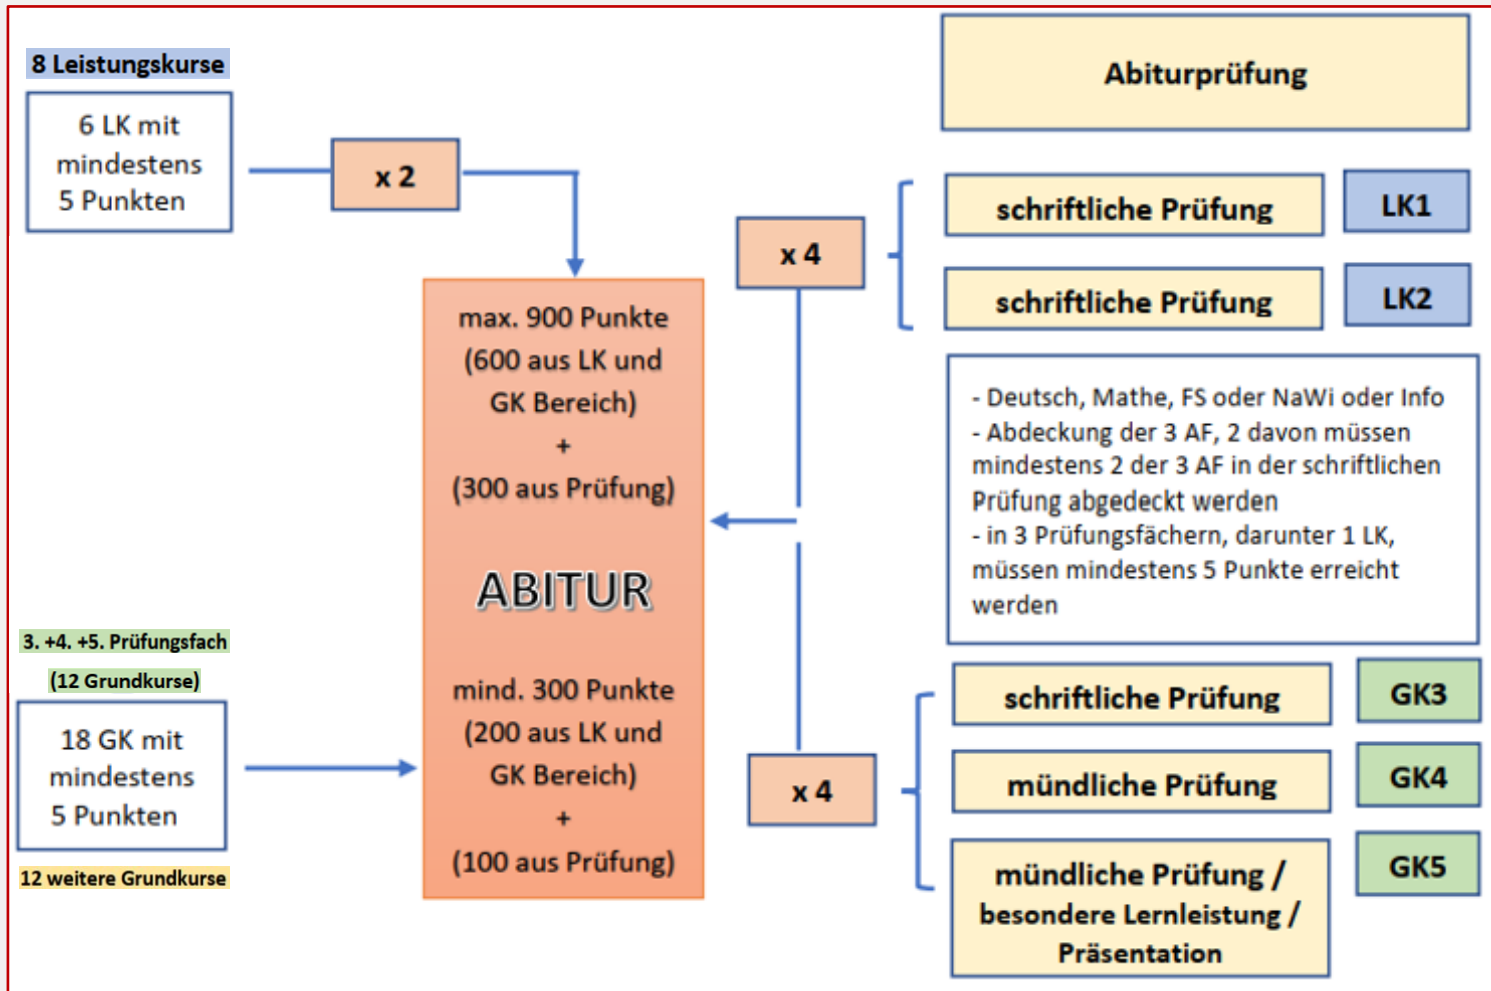 8 Leistungskurse
6 LK mit
mindestens
5 Punkten
x 2
max. 900 Punkte
(600 aus LK und
GK Bereich)
+
(300 aus Prüfung)
ABITUR
mind. 300 Punkte
(200 aus LK und
GK Bereich)
+
(100 aus Prüfung)
3. +4. +5. Prüfungsfach
(12 Grundkurse)
18 GK mit
mindestens
5 Punkten
12 weitere Grundkurse
Abiturprüfung
x 4
schriftliche Prüfung
LK1
schriftliche Prüfung
LK2
- Deutsch, Mathe, FS oder NaWi oder Info
- Abdeckung der 3 AF, 2 davon müssen
mindestens 2 der 3 AF in der schriftlichen
Prüfung abgedeckt werden
- in 3 Prüfungsfächern, darunter 1 LK,
müssen mindestens 5 Punkte erreicht
werden
x 4
schriftliche Prüfung
GK3
mündliche Prüfung
GK4
mündliche Prüfung /
besondere Lernleistung /
Präsentation
GK5